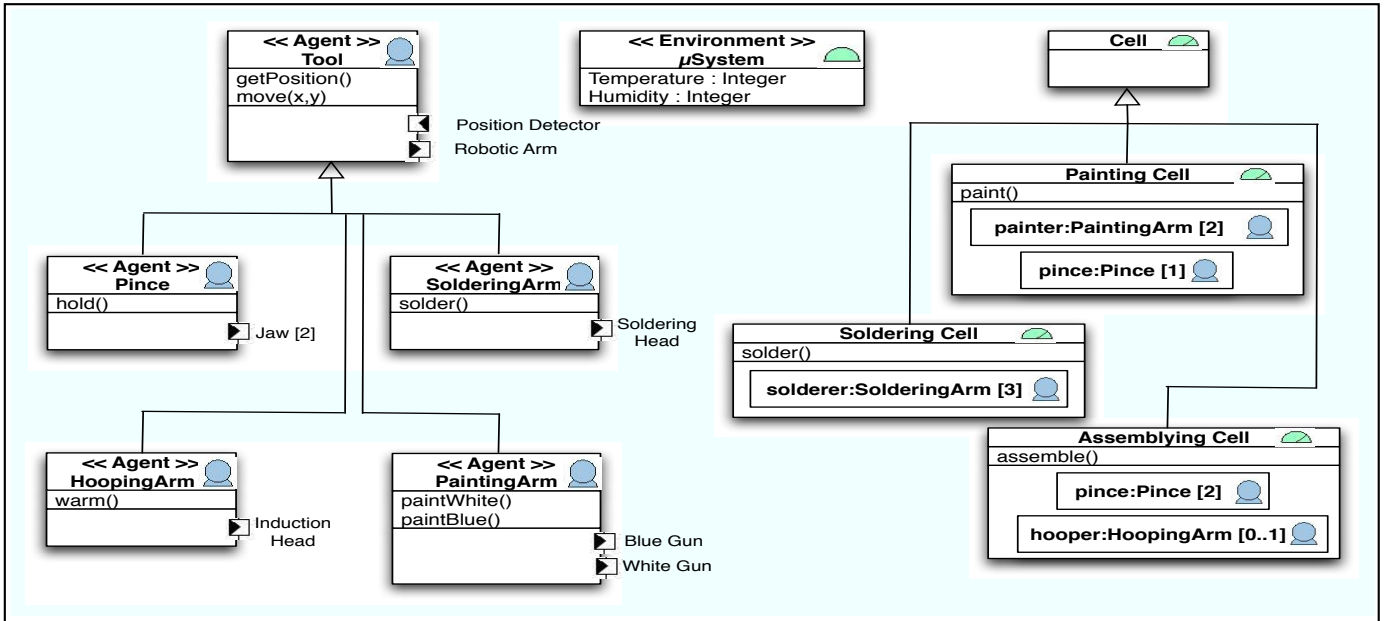 << Agent >>
Tool
getPosition()
move(x,y)
Position Detector
Robotic Arm
<< Environment >>
µSystem
Temperature : Integer
Humidity : Integer
Cell
<< Agent >>
Pince
hold()
Jaw [2]
<< Agent >>
SolderingArm
solder()
Soldering
Head
Painting Cell
paint()
painter:PaintingArm [2]
pince:Pince [1]
Soldering Cell
solder()
solderer:SolderingArm [3]
<< Agent >>
HoopingArm
warm()
Induction
Head
<< Agent >>
PaintingArm
paintWhite()
paintBlue()
Blue Gun
White Gun
Assemblying Cell
assemble()
pince:Pince [2]
hooper:HoopingArm [0..1]